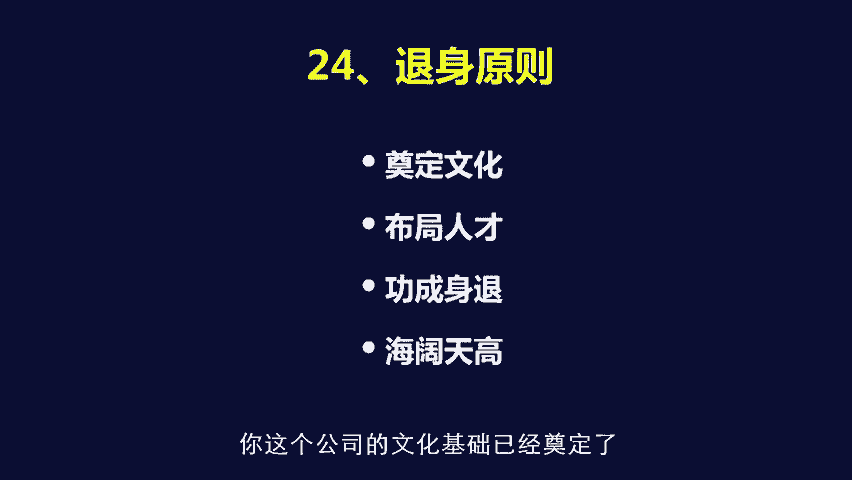 24、退身原则
• 奠定文化
• 布局人才
• 功成身退
• 海阔天高
你这个公司的文化基础已经奠定了